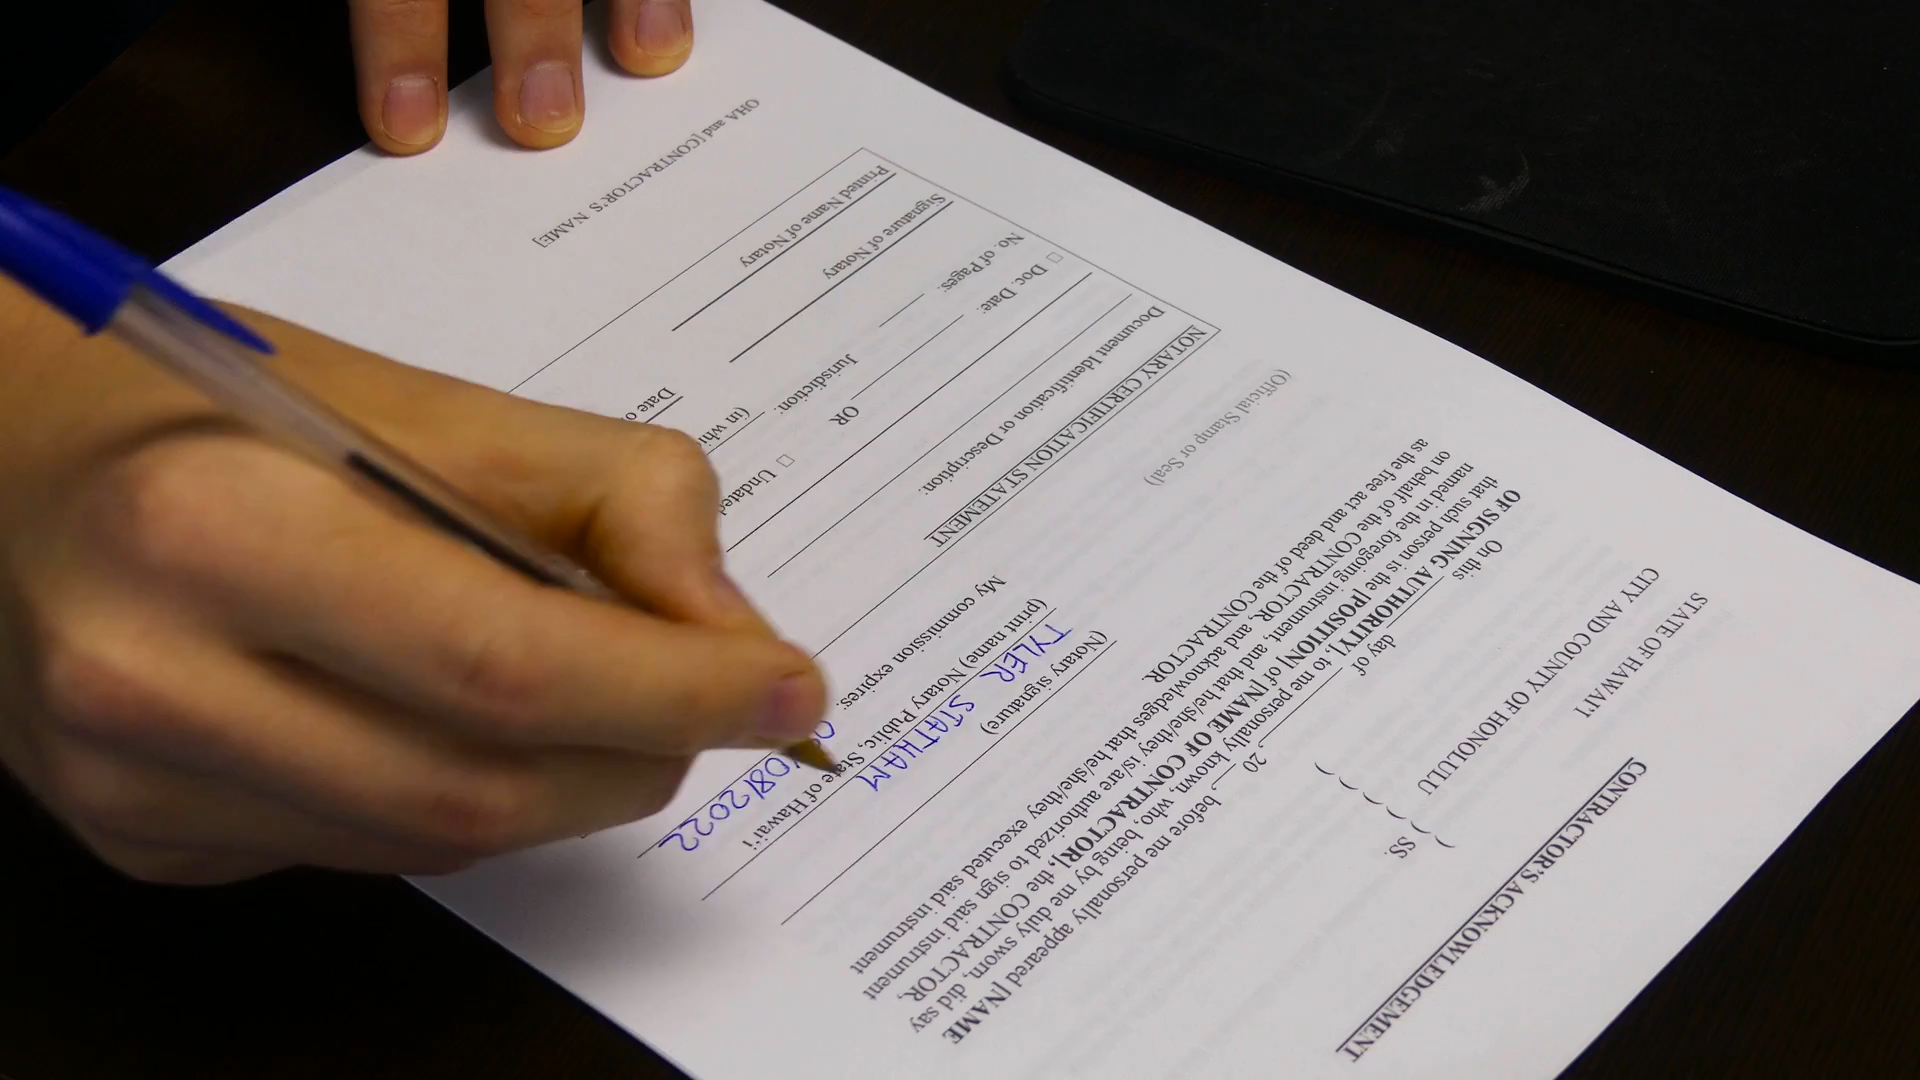 CONTRACTOR'S ACKNOWLEDGEMENT
STATE OF HAWAI'I )
)
CITY AND COUNTY OF HONOLULU ) SS.
)
On this day of , 20 , before me personally appeared [NAME
OF SIGNING AUTHORITY], to me personally known, who, being by me duly sworn, did say
that such person is the [POSITION] of [NAME OF CONTRACTOR], the CONTRACTOR,
named in the foregoing instrument, and that he/she/they is/are authorized to sign said instrument
on behalf of the CONTRACTOR, and acknowledges that he/she/they executed said instrument
as the free act and deed of the CONTRACTOR.
(Official Stamp or Seal)
(Notary signature)
TYLER STATHAM
(print name) Notary Public, State of Hawai'i
My commission expires: 08/2022
NOTARY CERTIFICATION STATEMENT
Document Identification or Description:
□ Doc. Date: OR □ Undated
No. of Pages: Jurisdiction:
(in
Signature of Notary Date
Printed Name of Notary
OHA and [CONTRACTOR'S NAME]